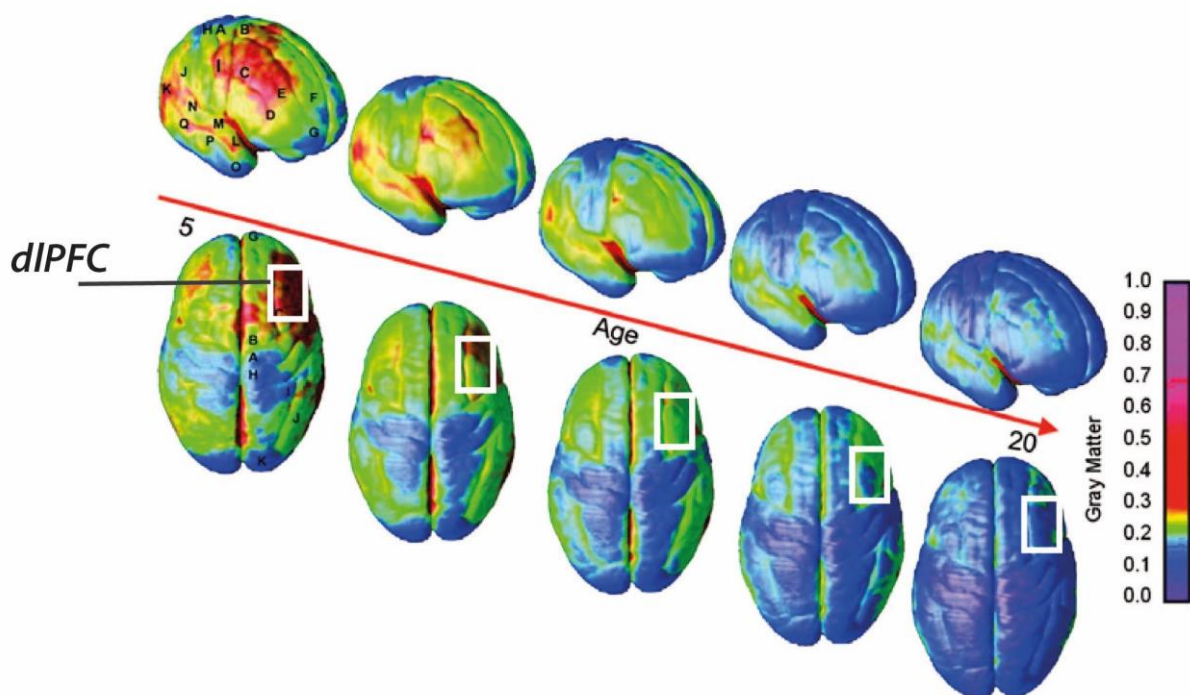 H A B
I C
J
K
E F
N
D
Q M
G
P L
O
5
dlPFC
G
Age
B
A
H
I
J
K
20
Gray Matter
1.0
0.9
0.8
0.7
0.6
0.5
0.4
0.3
0.2
0.1
0.0